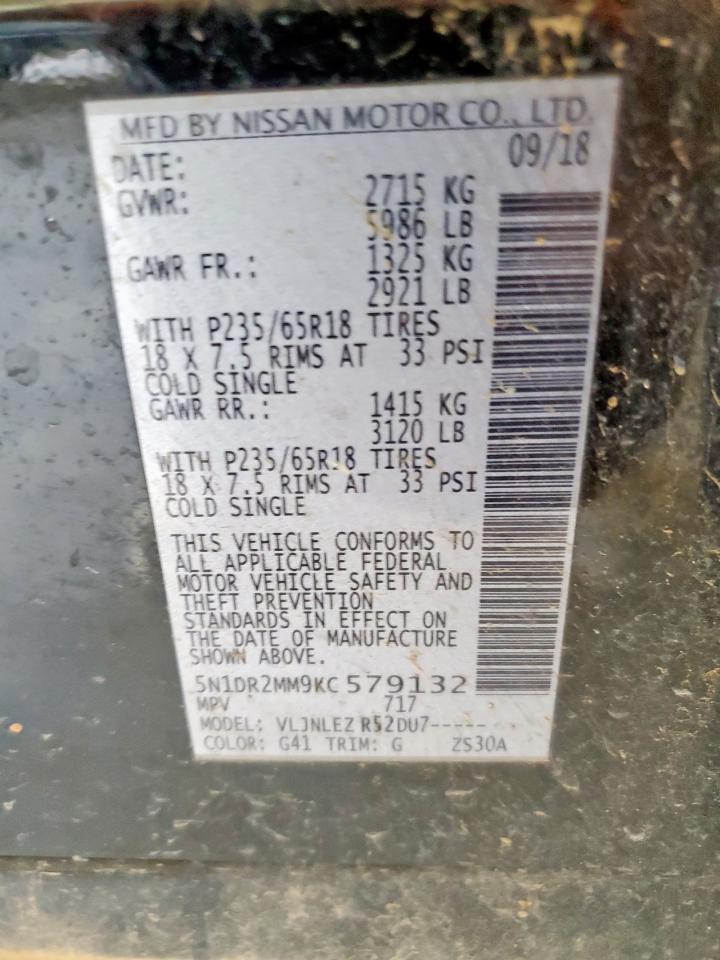 MFD BY NISSAN MOTOR CO., LTD.
DATE: 09/18
GVWR: 2715 KG
5986 LB
GAWR FR.: 1325 KG
2921 LB
WITH P235/65R18 TIRES
18 X 7.5 RIMS AT 33 PSI
COLD SINGLE
GAWR RR.: 1415 KG
3120 LB
WITH P235/65R18 TIRES
18 X 7.5 RIMS AT 33 PSI
COLD SINGLE
THIS VEHICLE CONFORMS TO
ALL APPLICABLE FEDERAL
MOTOR VEHICLE SAFETY AND
THEFT PREVENTION
STANDARDS IN EFFECT ON
THE DATE OF MANUFACTURE
SHOWN ABOVE.
5N1DR2MM9KC 579132
MPV 717
MODEL: VLJNLEZ R52DU7-----
COLOR: G41 TRIM: G ZS30A